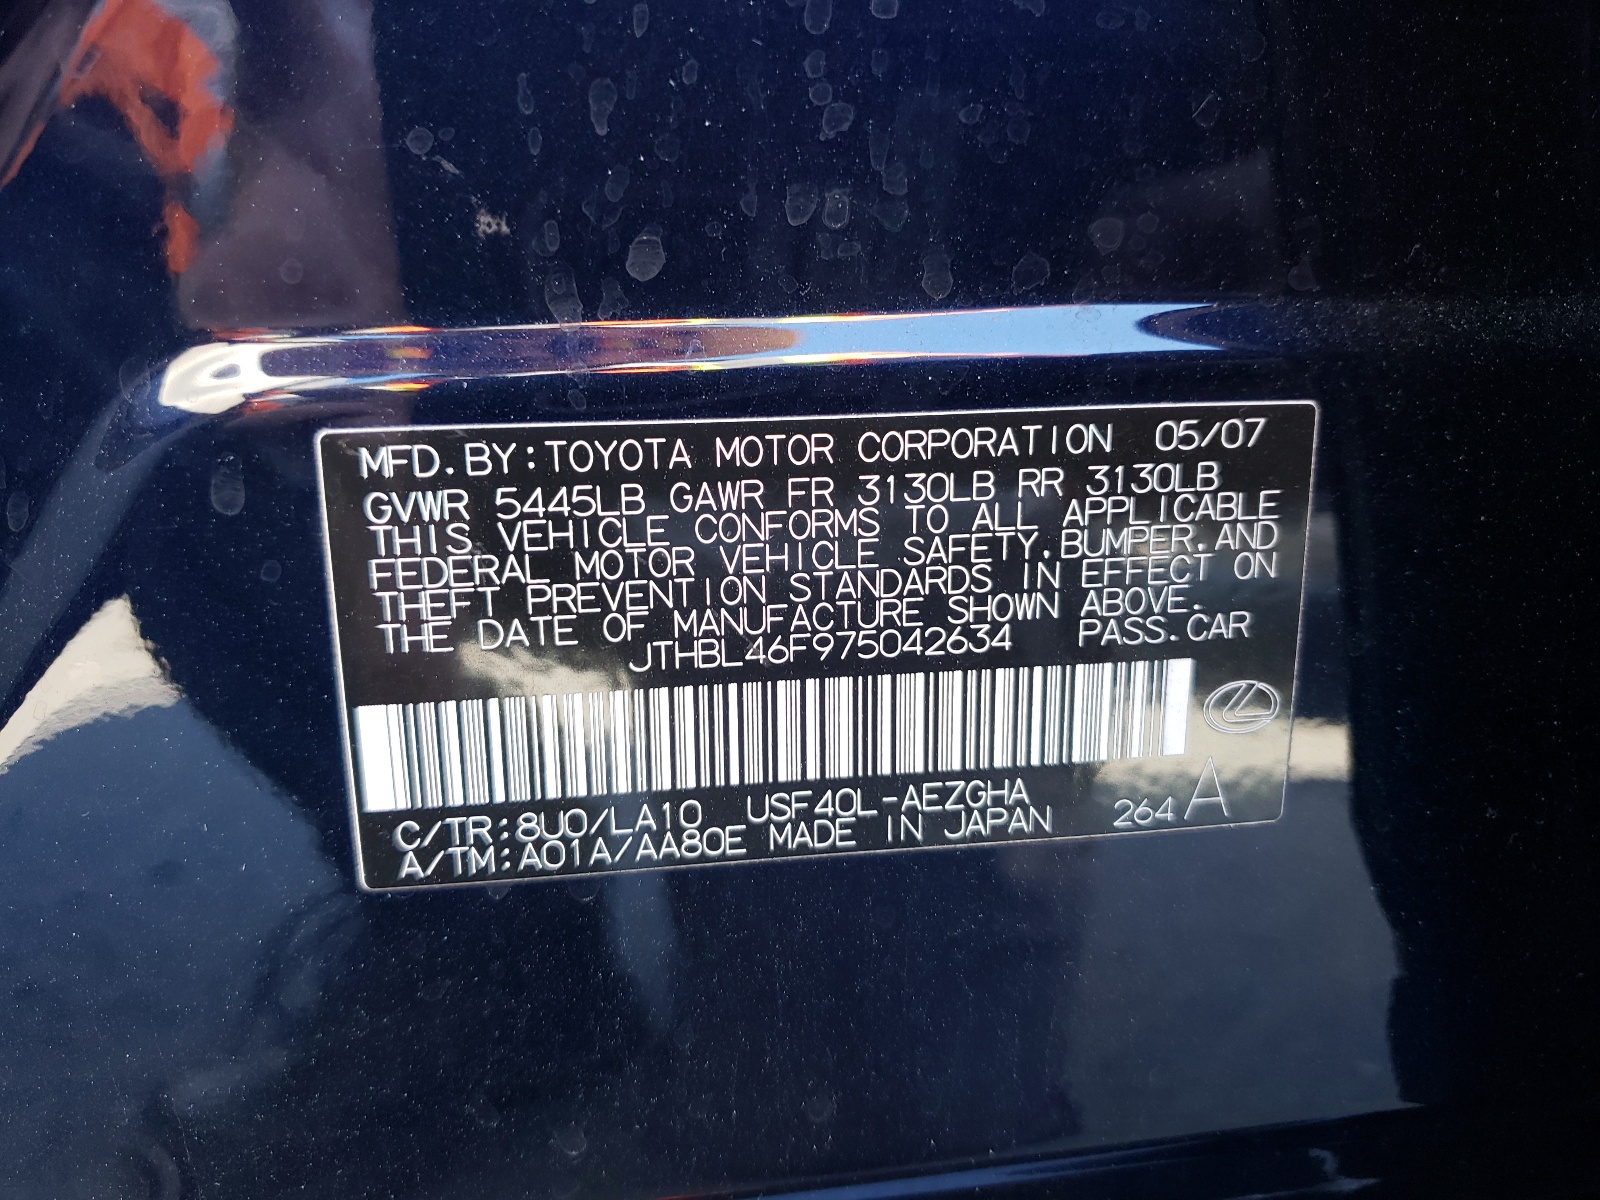 MFD.BY:TOYOTA MOTOR CORPORATION 05/07
GVWR 5445LB GAWR FR 3130LB RR 3130LB
THIS VEHICLE CONFORMS TO ALL APPLICABLE
FEDERAL MOTOR VEHICLE SAFETY,BUMPER,AND
THEFT PREVENTION STANDARDS IN EFFECT ON
THE DATE OF MANUFACTURE SHOWN ABOVE.
JTHBL46F975042634 PASS.CAR
C/TR:8U0/LA10 USF40L-AEZGHA
A/TM:A01A/AA80E MADE IN JAPAN 264 A